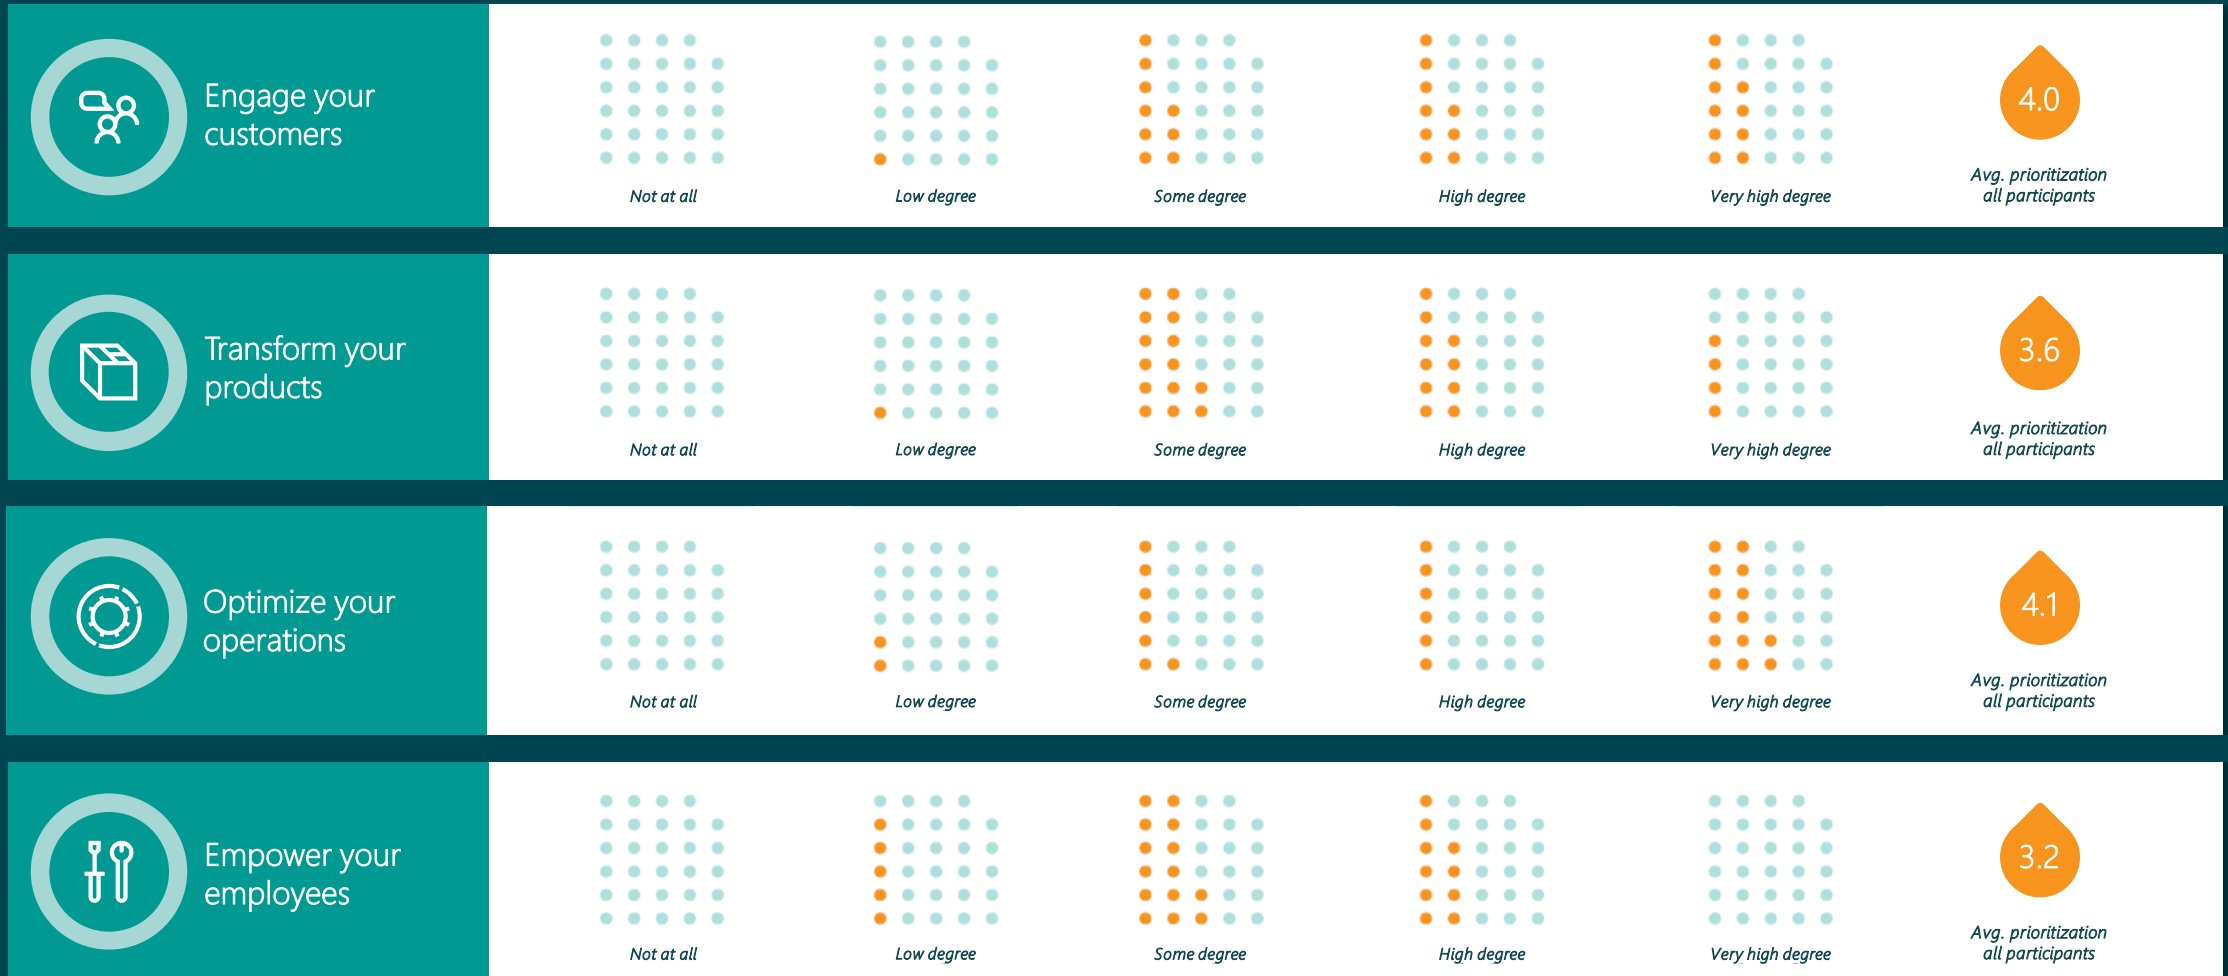 Engage your
customers
Not at all
Low degree
Some degree
High degree
Very high degree
4.0
Avg. prioritization
all participants
Transform your
products
Not at all
Low degree
Some degree
High degree
Very high degree
3.6
Avg. prioritization
all participants
Optimize your
operations
Not at all
Low degree
Some degree
High degree
Very high degree
4.1
Avg. prioritization
all participants
Empower your
employees
Not at all
Low degree
Some degree
High degree
Very high degree
3.2
Avg. prioritization
all participants